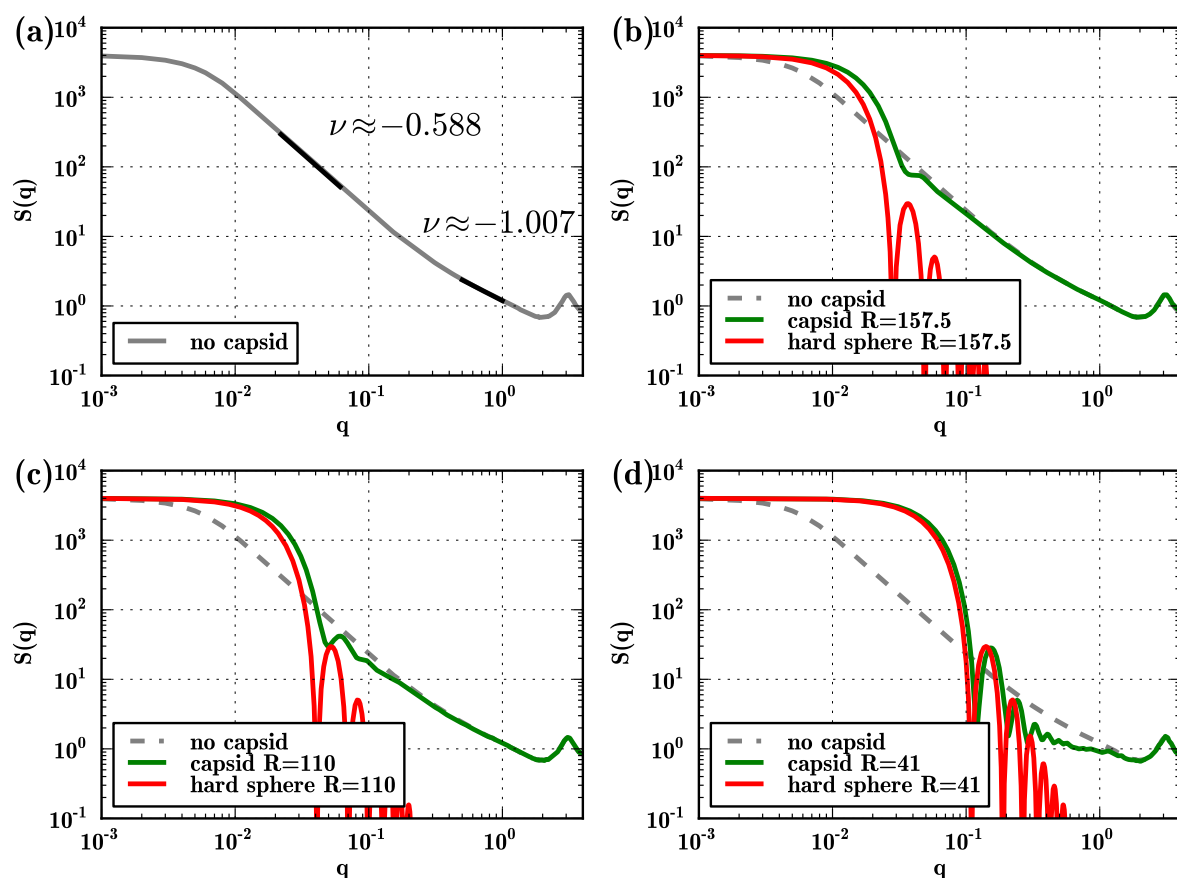 (a)
10^4
10^3
10^2
10^1
10^0
10^-1
S(q)
ν≈−0.588
ν≈−1.007
no capsid
10^-3
10^-2
10^-1
10^0
q
(b)
10^4
10^3
10^2
10^1
10^0
10^-1
S(q)
no capsid
capsid R=157.5
hard sphere R=157.5
10^-3
10^-2
10^-1
10^0
q
(c)
10^4
10^3
10^2
10^1
10^0
10^-1
S(q)
no capsid
capsid R=110
hard sphere R=110
10^-3
10^-2
10^-1
10^0
q
(d)
10^4
10^3
10^2
10^1
10^0
10^-1
S(q)
no capsid
capsid R=41
hard sphere R=41
10^-3
10^-2
10^-1
10^0
q